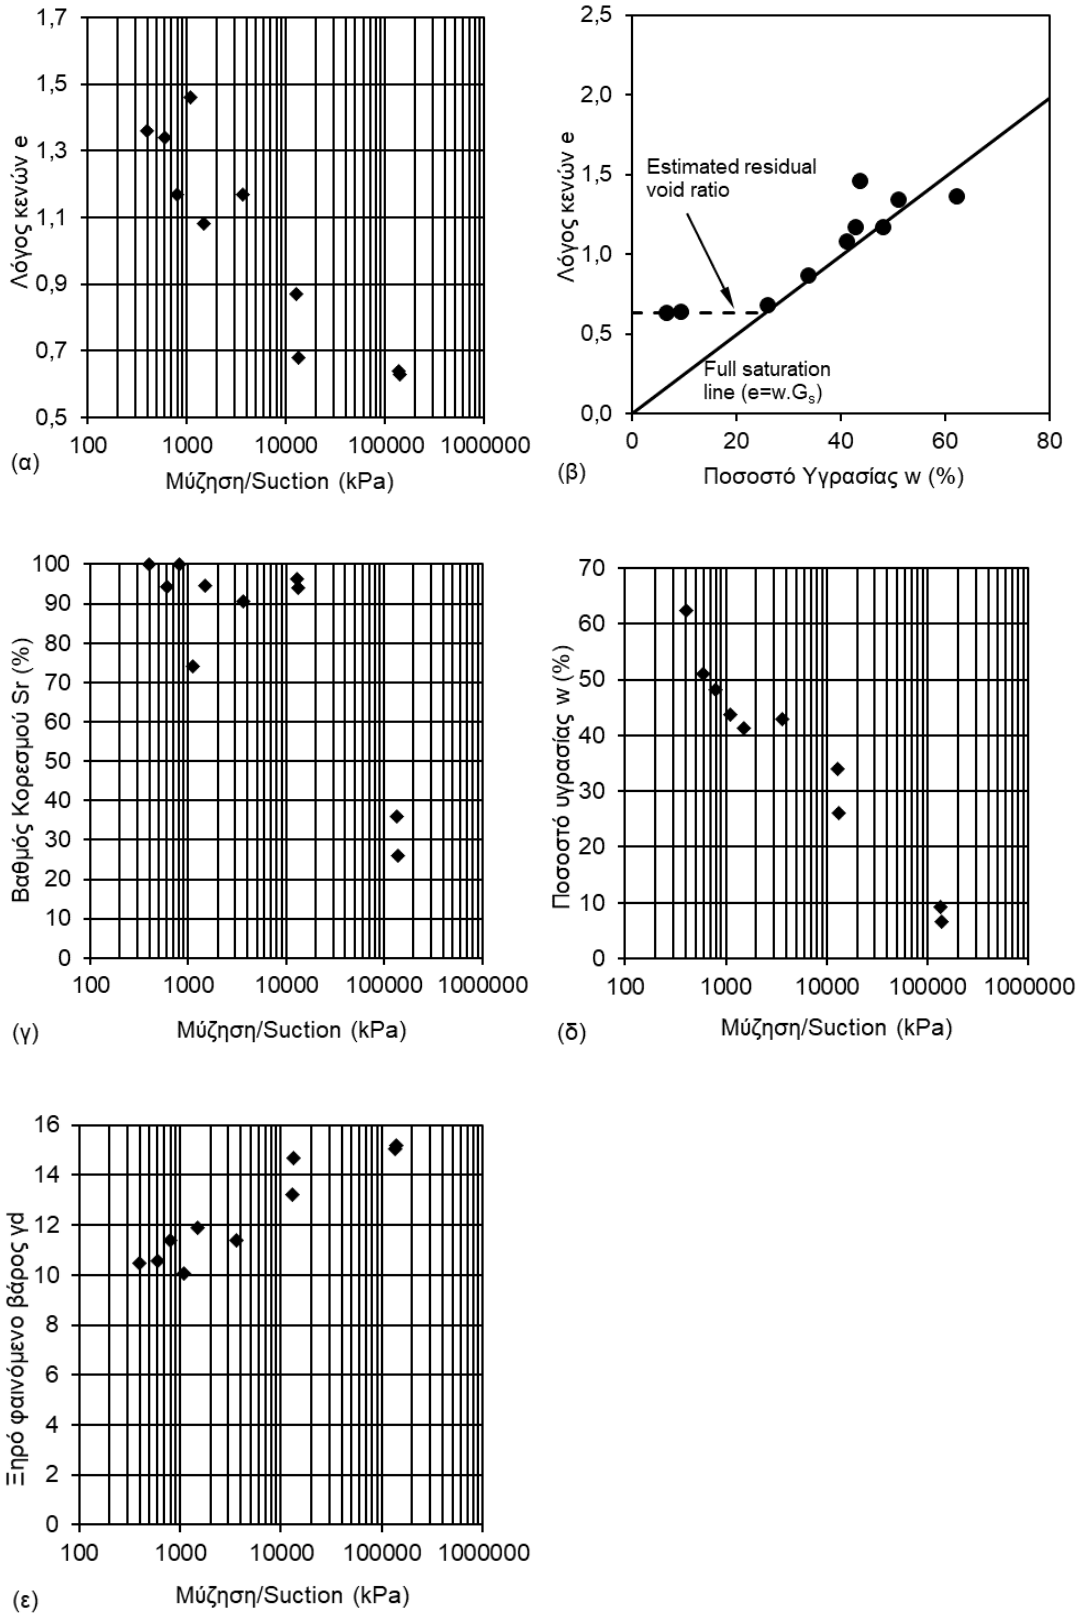 1,7
1,5
1,3
1,1
0,9
0,7
0,5
Λόγος κενών e
100 1000 10000 100000 1000000
Μύζηση/Suction (kPa)
(α)
2,5
2,0
1,5
1,0
0,5
0,0
Λόγος κενών e
Estimated residual
void ratio
Full saturation
line (e=w.Gs)
0 20 40 60 80
Ποσοστό Υγρασίας w (%)
(β)
100
90
80
70
60
50
40
30
20
10
0
Βαθμός Κορεσμού Sr (%)
100 1000 10000 100000 1000000
Μύζηση/Suction (kPa)
(γ)
70
60
50
40
30
20
10
0
Ποσοστό υγρασίας w (%)
100 1000 10000 100000 1000000
Μύζηση/Suction (kPa)
(δ)
16
14
12
10
8
6
4
2
0
Ξηρό φαινόμενο βάρος γd
100 1000 10000 100000 1000000
Μύζηση/Suction (kPa)
(ε)